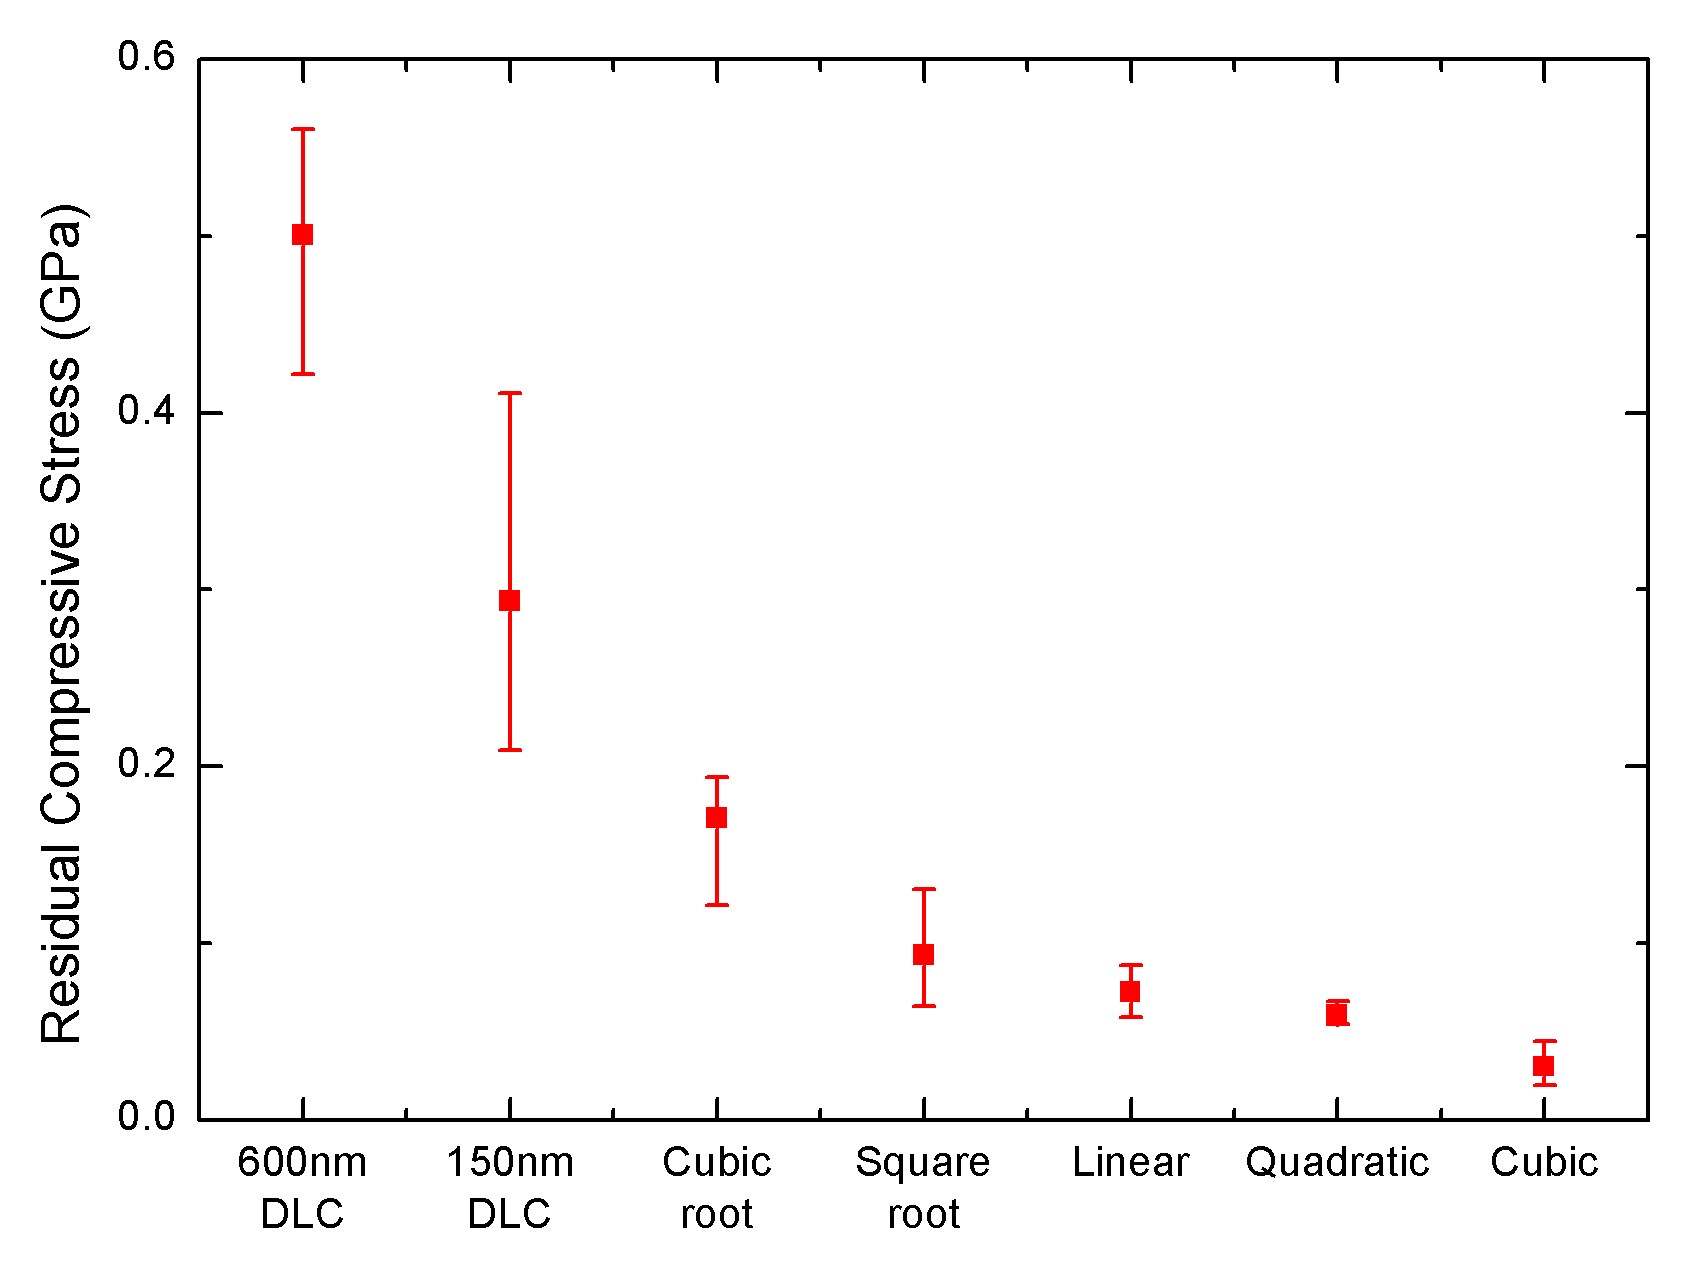 0.6
0.4
0.2
0.0
Residual Compressive Stress (GPa)
600nm DLC
150nm DLC
Cubic root
Square root
Linear
Quadratic
Cubic